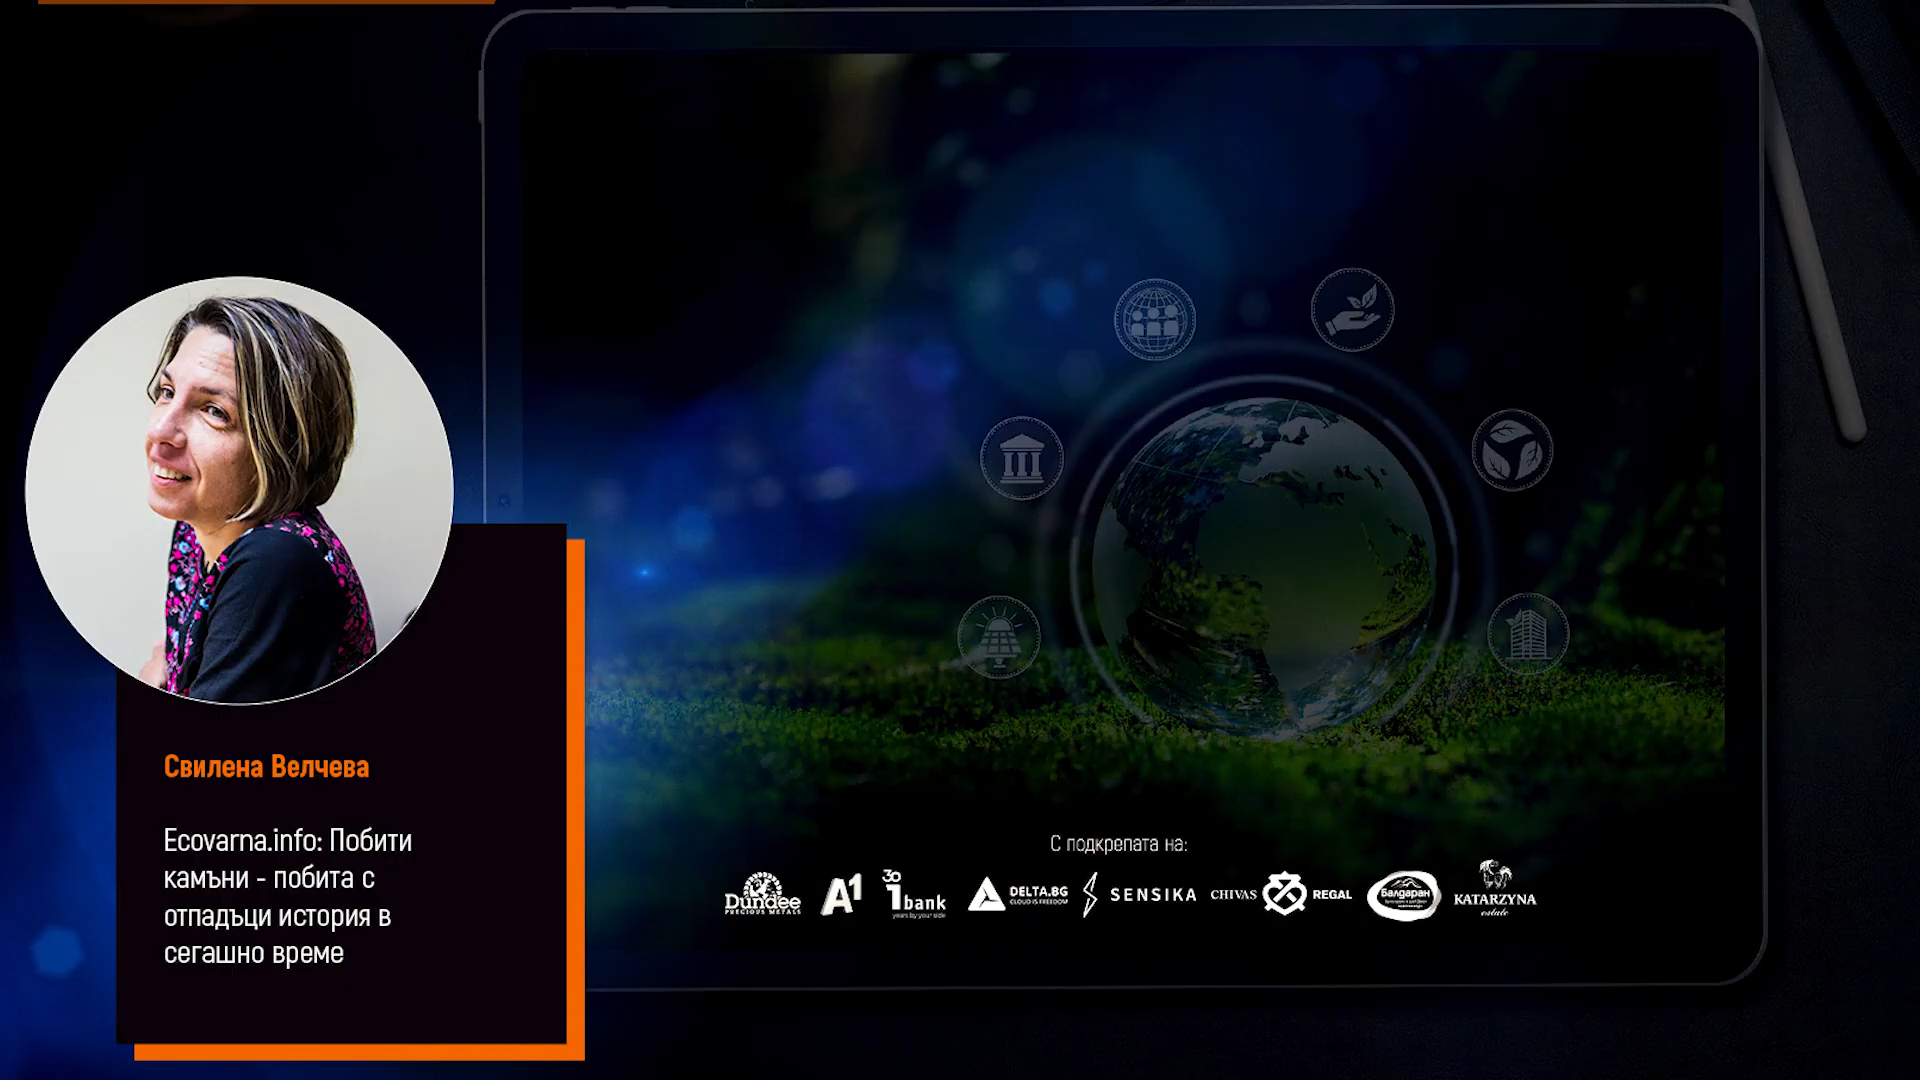 Свилена Велчева
Ecovarna.info: Побити
камъни - побита с
отпадъци история в
сегашно време
С подкрепата на:
Dundee
PRECIOUS METALS
A1
30
1bank
years by your side
DELTA.BG
CLOUD IS FREEDOM
SENSIKA
CHIVAS REGAL
Балдаран
KATARZYNA
estate